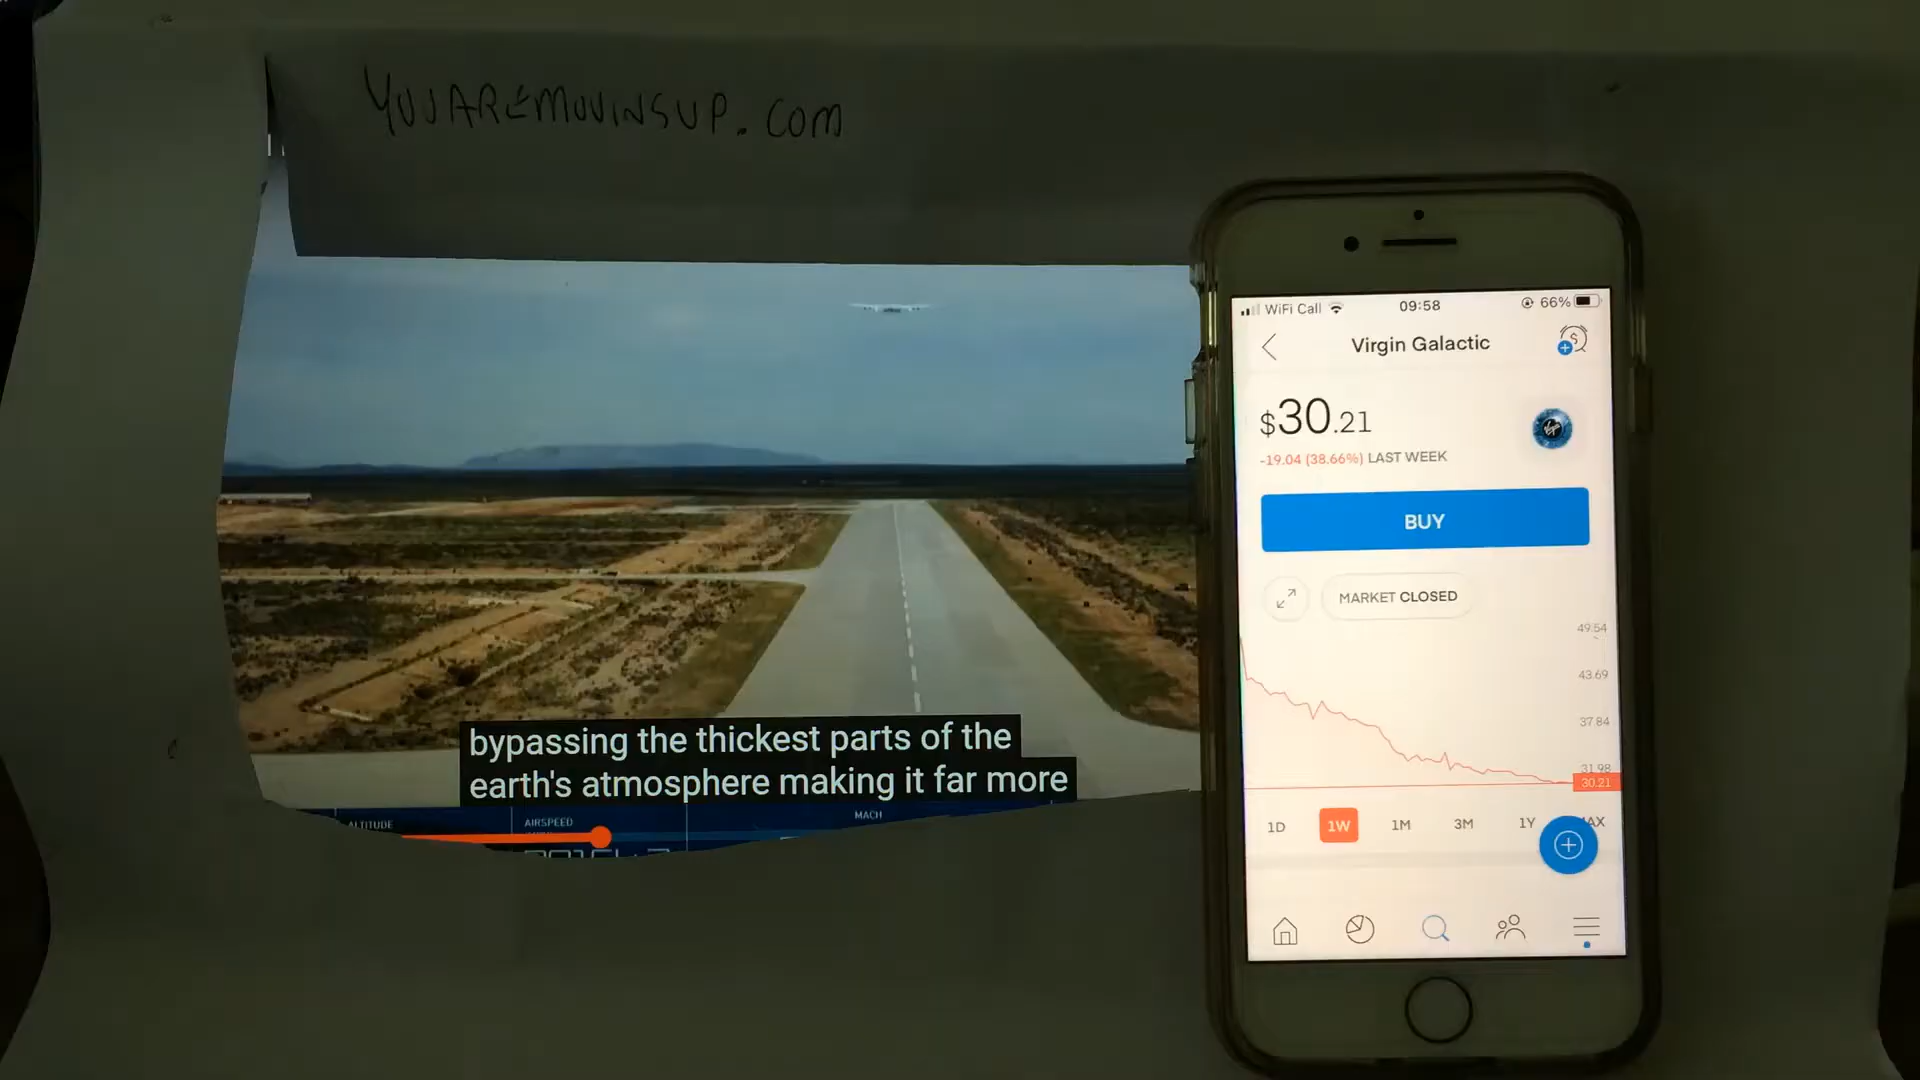 YOUAREMOUINSUP.COM
WiFi Call 09:58 66%
Virgin Galactic
$30.21
-19.04 (38.66%) LAST WEEK
BUY
MARKET CLOSED
49.54
43.69
37.84
31.98
30.21
1D 1W 1M 3M 1Y AX
bypassing the thickest parts of the
earth's atmosphere making it far more
ALTITUDE AIRSPEED MACH